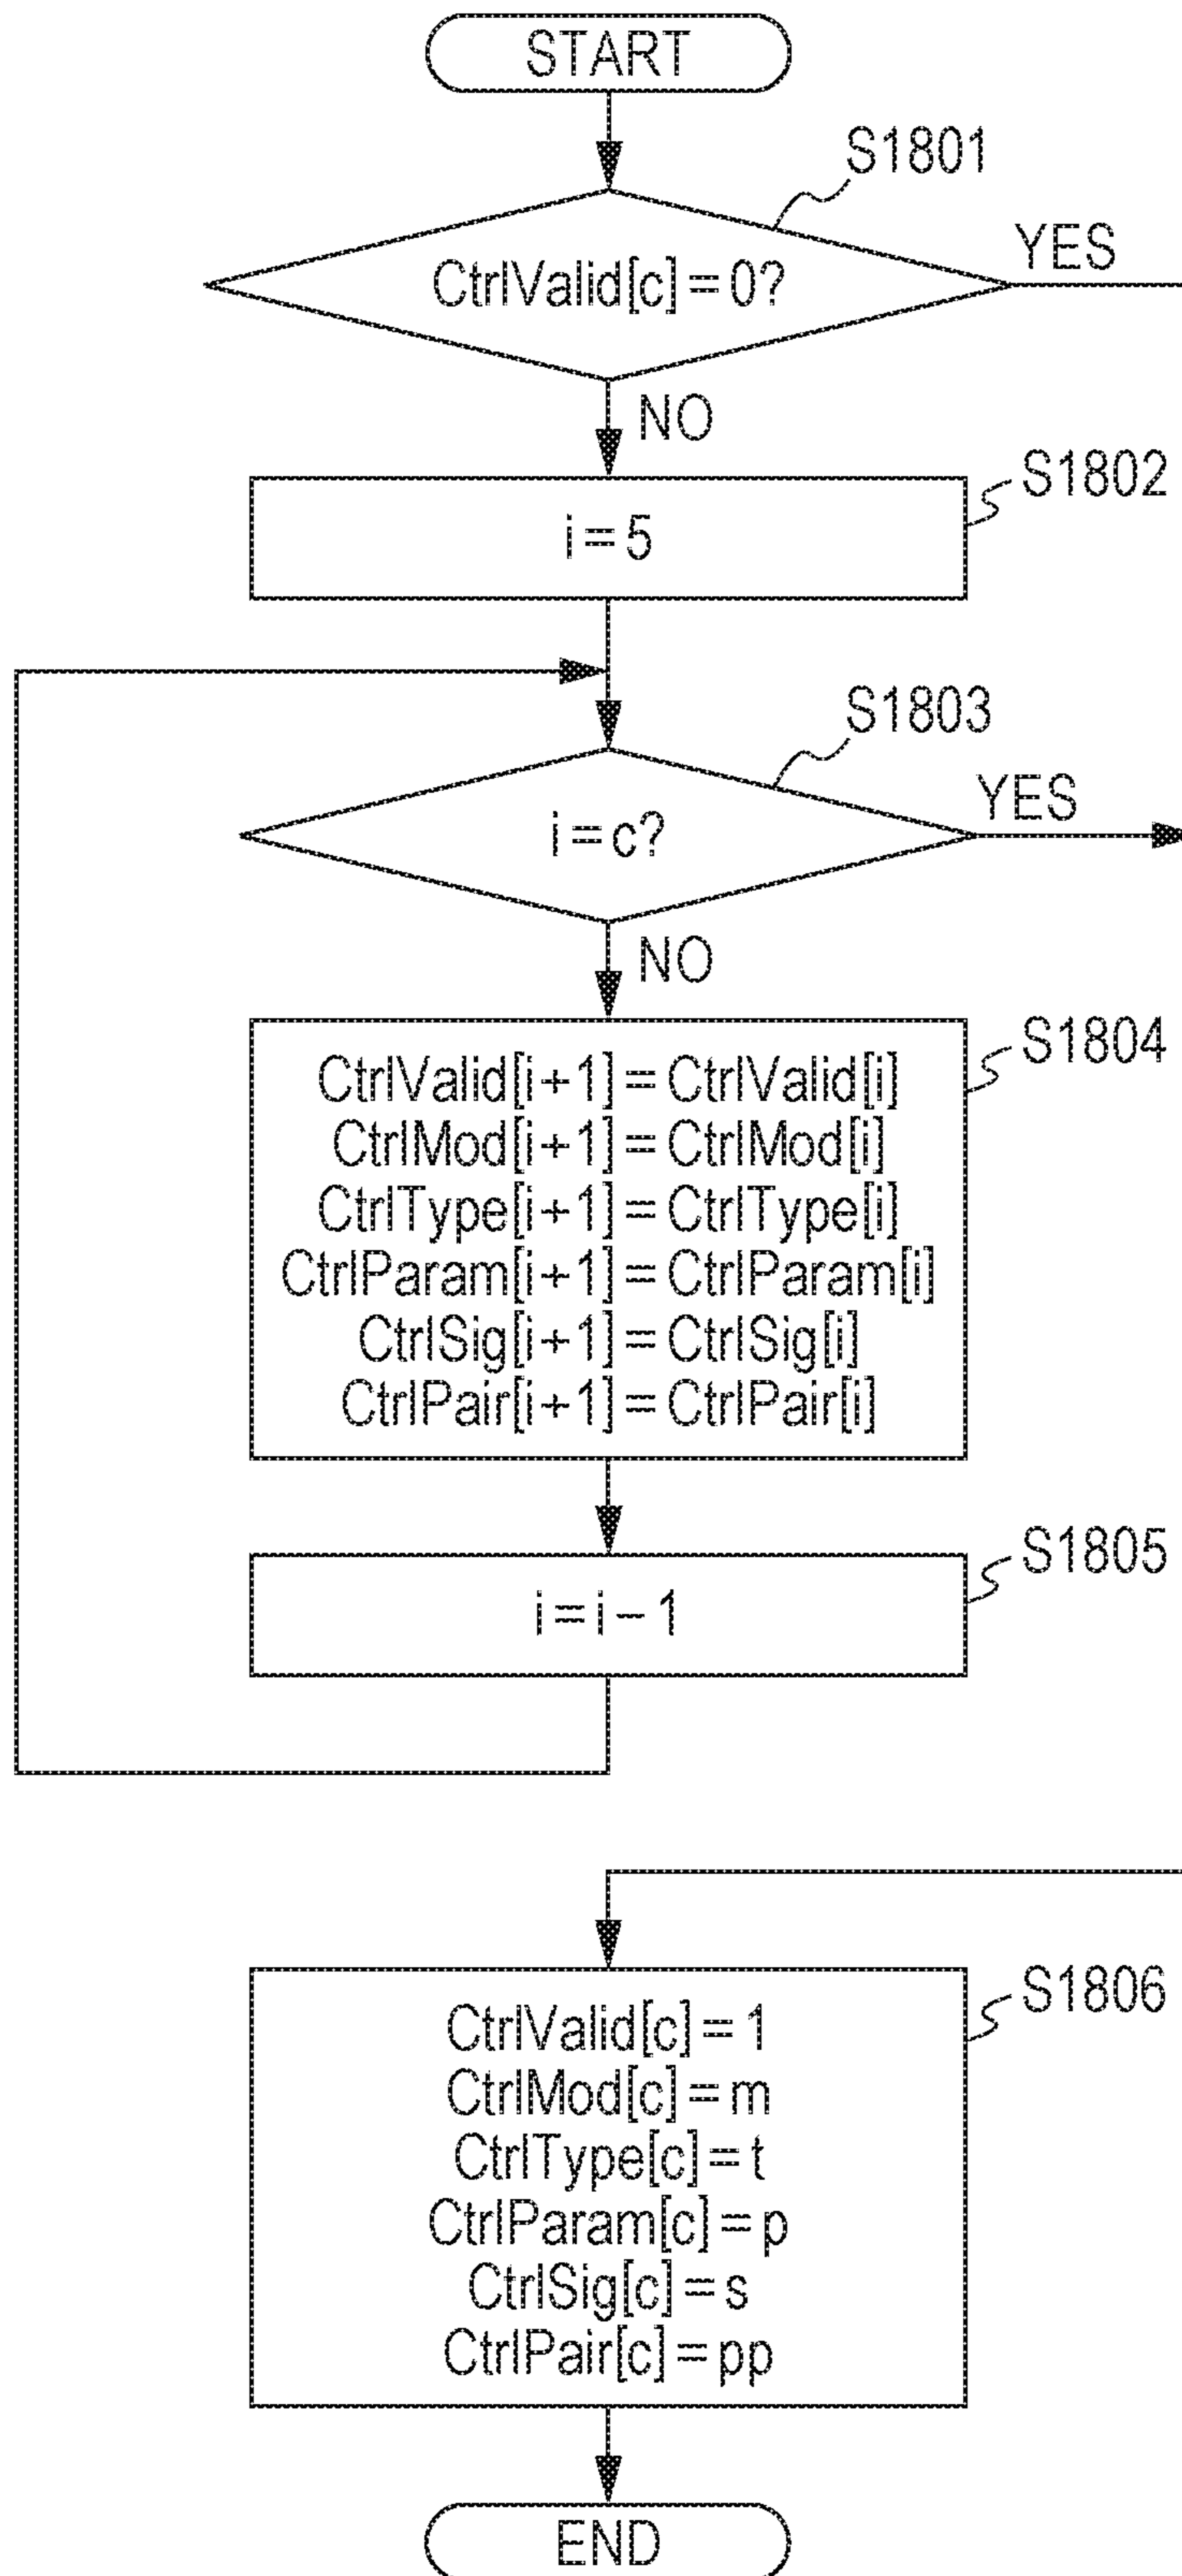 START
S1801
CtrlValid[c] = 0?
YES
NO
S1802
i = 5
S1803
i = c?
YES
NO
S1804
CtrlValid[i+1] = CtrlValid[i]
CtrlMod[i+1] = CtrlMod[i]
CtrlType[i+1] = CtrlType[i]
CtrlParam[i+1] = CtrlParam[i]
CtrlSig[i+1] = CtrlSig[i]
CtrlPair[i+1] = CtrlPair[i]
S1805
i = i – 1
S1806
CtrlValid[c] = 1
CtrlMod[c] = m
CtrlType[c] = t
CtrlParam[c] = p
CtrlSig[c] = s
CtrlPair[c] = pp
END